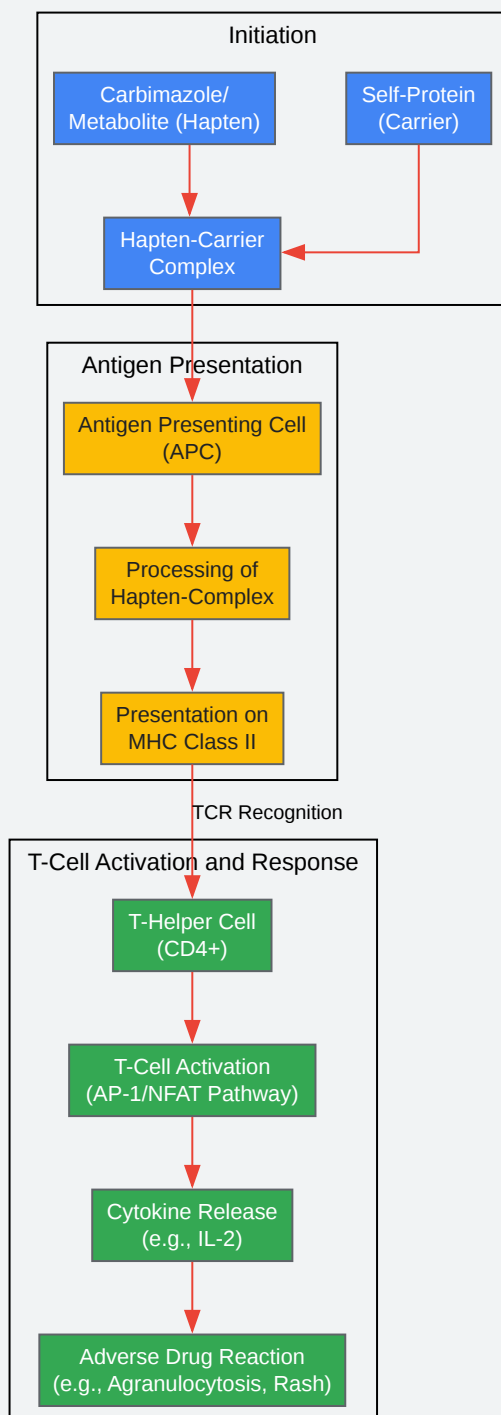 Initiation
Carbimazole/
Metabolite (Hapten)
Self-Protein
(Carrier)
Hapten-Carrier
Complex
Antigen Presentation
Antigen Presenting Cell
(APC)
Processing of
Hapten-Complex
Presentation on
MHC Class II
TCR Recognition
T-Cell Activation and Response
T-Helper Cell
(CD4+)
T-Cell Activation
(AP-1/NFAT Pathway)
Cytokine Release
(e.g., IL-2)
Adverse Drug Reaction
(e.g., Agranulocytosis, Rash)